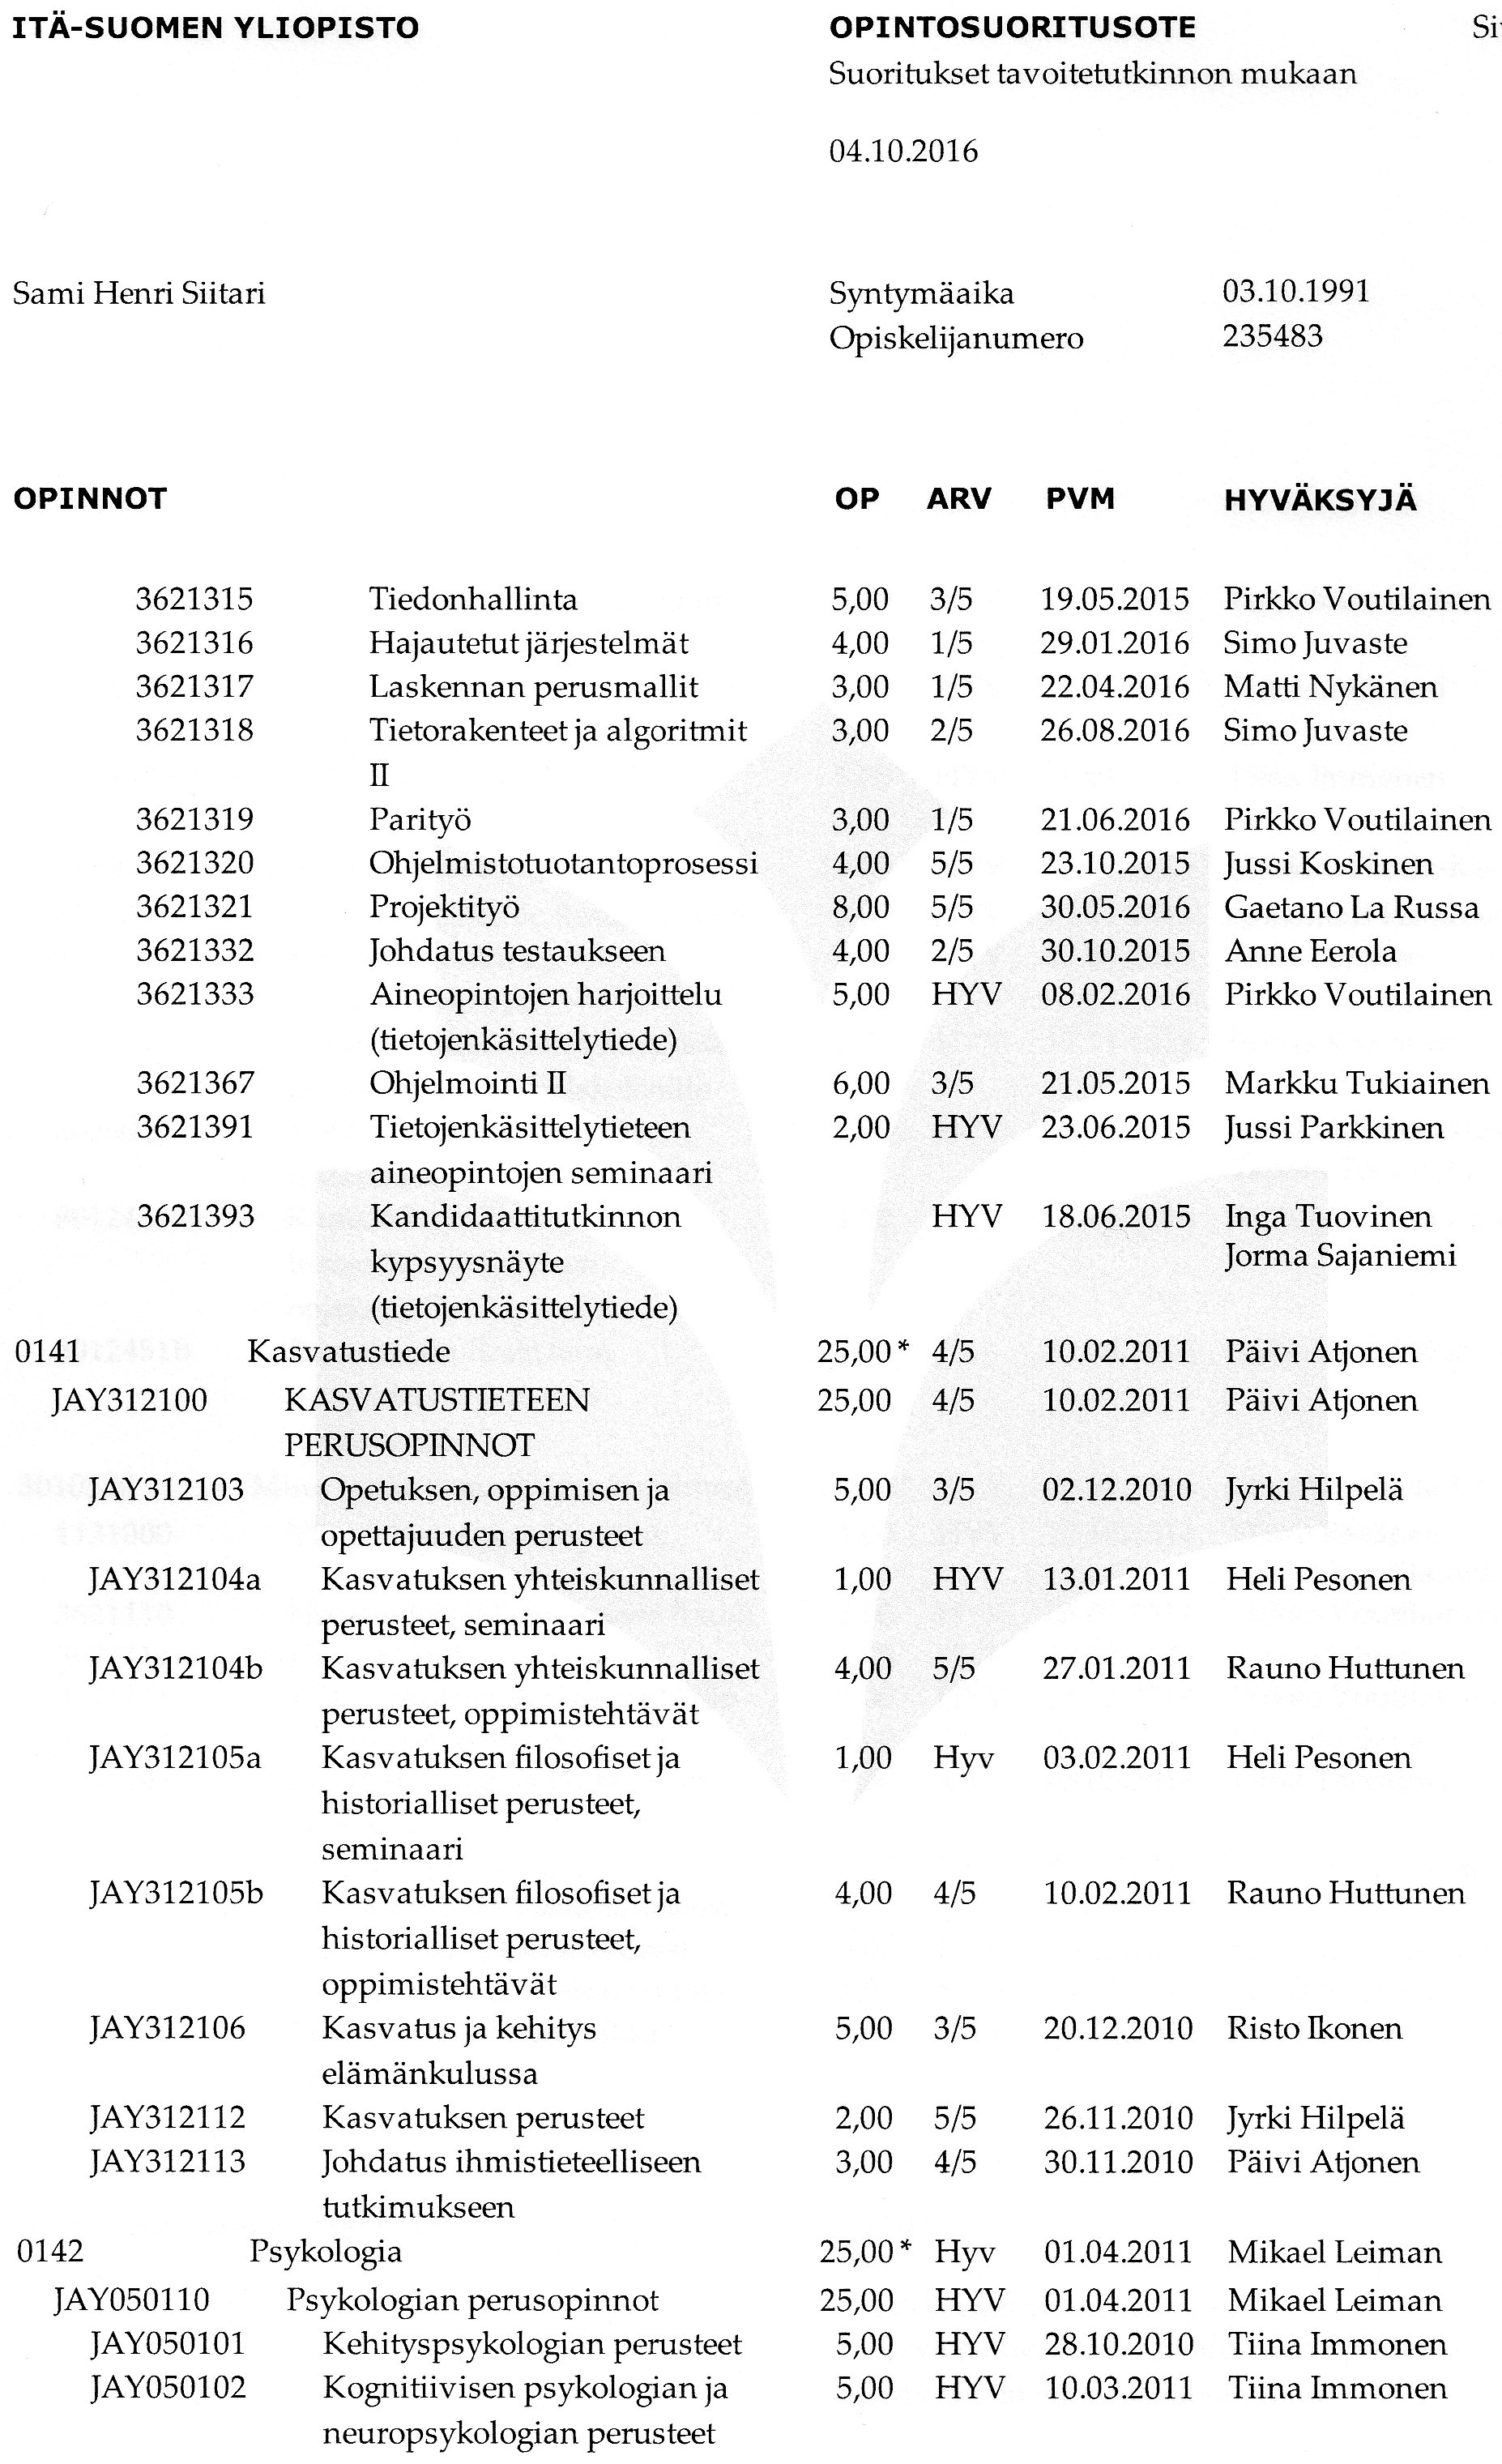 ITÄ-SUOMEN YLIOPISTO OPINTOSUORITUSOTE
Suoritukset tavoitetutkinnon mukaan
04.10.2016
Sami Henri Siitari Syntymäaika 03.10.1991
Opiskelijanumero 235483
OPINNOT OP ARV PVM HYVÄKSYJÄ
3621315 Tiedonhallinta 5,00 3/5 19.05.2015 Pirkko Voutilainen
3621316 Hajautetut järjestelmät 4,00 1/5 29.01.2016 Simo Juvaste
3621317 Laskennan perusmallit 3,00 1/5 22.04.2016 Matti Nykänen
3621318 Tietorakenteet ja algoritmit 3,00 2/5 26.08.2016 Simo Juvaste
II
3621319 Parityö 3,00 1/5 21.06.2016 Pirkko Voutilainen
3621320 Ohjelmistotuotantoprosessi 4,00 5/5 23.10.2015 Jussi Koskinen
3621321 Projektityö 8,00 5/5 30.05.2016 Gaetano La Russa
3621332 Johdatus testaukseen 4,00 2/5 30.10.2015 Anne Eerola
3621333 Aineopintojen harjoittelu 5,00 HYV 08.02.2016 Pirkko Voutilainen
(tietojenkäsittelytiede)
3621367 Ohjelmointi II 6,00 3/5 21.05.2015 Markku Tukiainen
3621391 Tietojenkäsittelytieteen 2,00 HYV 23.06.2015 Jussi Parkkinen
aineopintojen seminaari
3621393 Kandidaattitutkinnon HYV 18.06.2015 Inga Tuovinen
kypsyysnäyte Jorma Sajaniemi
(tietojenkäsittelytiede)
0141 Kasvatustiede 25,00 * 4/5 10.02.2011 Päivi Atjonen
JAY312100 KASVATUSTIETEEN 25,00 4/5 10.02.2011 Päivi Atjonen
PERUSOPINNOT
JAY312103 Opetuksen, oppimisen ja 5,00 3/5 02.12.2010 Jyrki Hilpelä
opettajuuden perusteet
JAY312104a Kasvatuksen yhteiskunnalliset 1,00 HYV 13.01.2011 Heli Pesonen
perusteet, seminaari
JAY312104b Kasvatuksen yhteiskunnalliset 4,00 5/5 27.01.2011 Rauno Huttunen
perusteet, oppimistehtävät
JAY312105a Kasvatuksen filosofiset ja 1,00 Hyv 03.02.2011 Heli Pesonen
historialliset perusteet,
seminaari
JAY312105b Kasvatuksen filosofiset ja 4,00 4/5 10.02.2011 Rauno Huttunen
historialliset perusteet,
oppimistehtävät
JAY312106 Kasvatus ja kehitys 5,00 3/5 20.12.2010 Risto Ikonen
elämänkulussa
JAY312112 Kasvatuksen perusteet 2,00 5/5 26.11.2010 Jyrki Hilpelä
JAY312113 Johdatus ihmistieteelliseen 3,00 4/5 30.11.2010 Päivi Atjonen
tutkimukseen
0142 Psykologia 25,00 * Hyv 01.04.2011 Mikael Leiman
JAY050110 Psykologian perusopinnot 25,00 HYV 01.04.2011 Mikael Leiman
JAY050101 Kehityspsykologian perusteet 5,00 HYV 28.10.2010 Tiina Immonen
JAY050102 Kognitiivisen psykologian ja 5,00 HYV 10.03.2011 Tiina Immonen
neuropsykologian perusteet